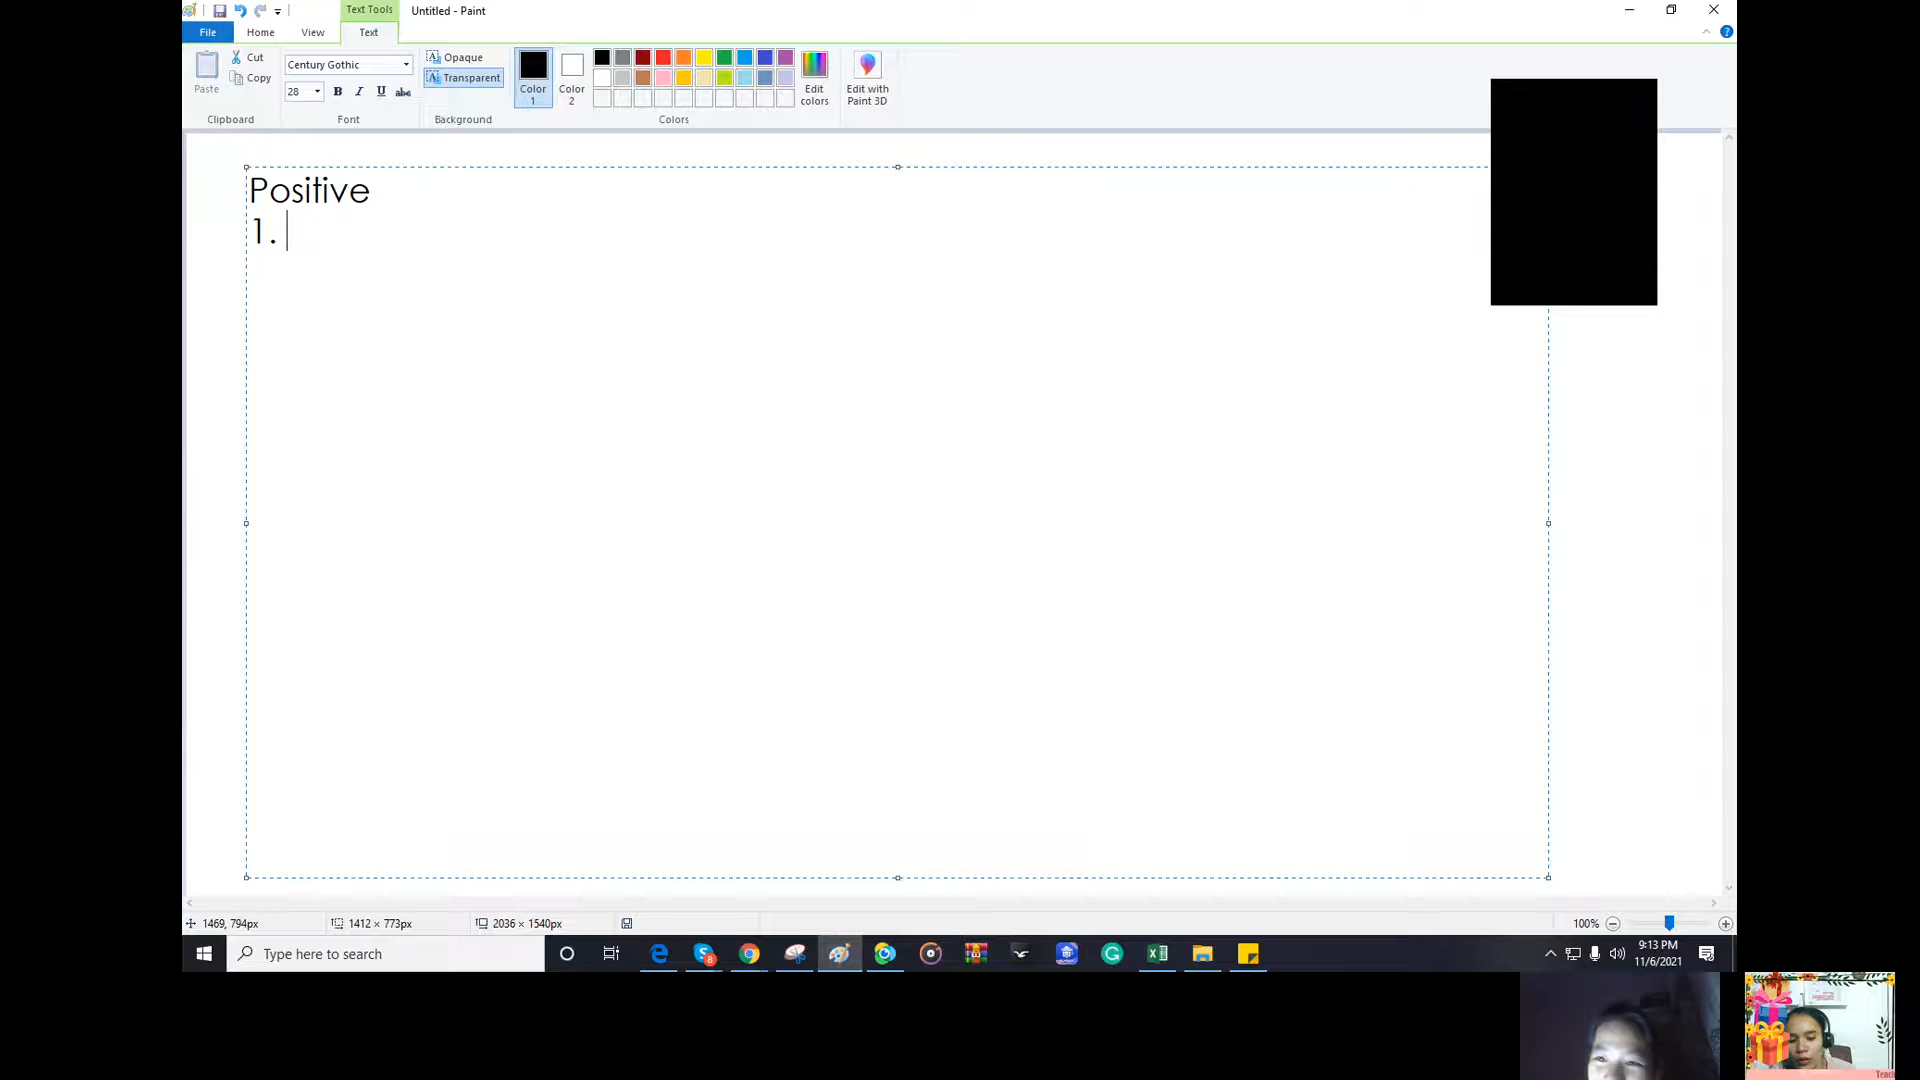 Text Tools
Untitled - Paint
File
Home
View
Text
Cut
Copy
Paste
Clipboard
Century Gothic
28
B
I
U
abc
Font
Opaque
Transparent
Background
Color 1
Color 2
Edit colors
Colors
Edit with Paint 3D
Positive
1.
1469, 794px
1412 × 773px
2036 × 1540px
100%
Type here to search
8
9:13 PM
11/6/2021